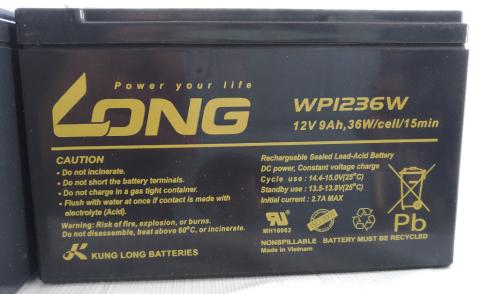 Power your life
LONG
WP1236W
12V 9Ah,36W/cell/15min
CAUTION
• Do not incinerate.
• Do not short the battery terminals.
• Do not charge in a gas tight container.
• Flush with water at once if contact is made with
electrolyte (Acid).
Warning: Risk of fire, explosion, or burns.
Do not disassemble, heat above 60°C, or incinerate.
KUNG LONG BATTERIES
Rechargeable Sealed Lead-Acid Battery
DC power, Constant voltage charge
Cycle use : 14.4-15.0V(25°C)
Standby use : 13.5-13.8V(25°C)
Initial current : 2.7A MAX
MH16982
Pb
NONSPILLABLE BATTERY MUST BE RECYCLED
Made in Vietnam